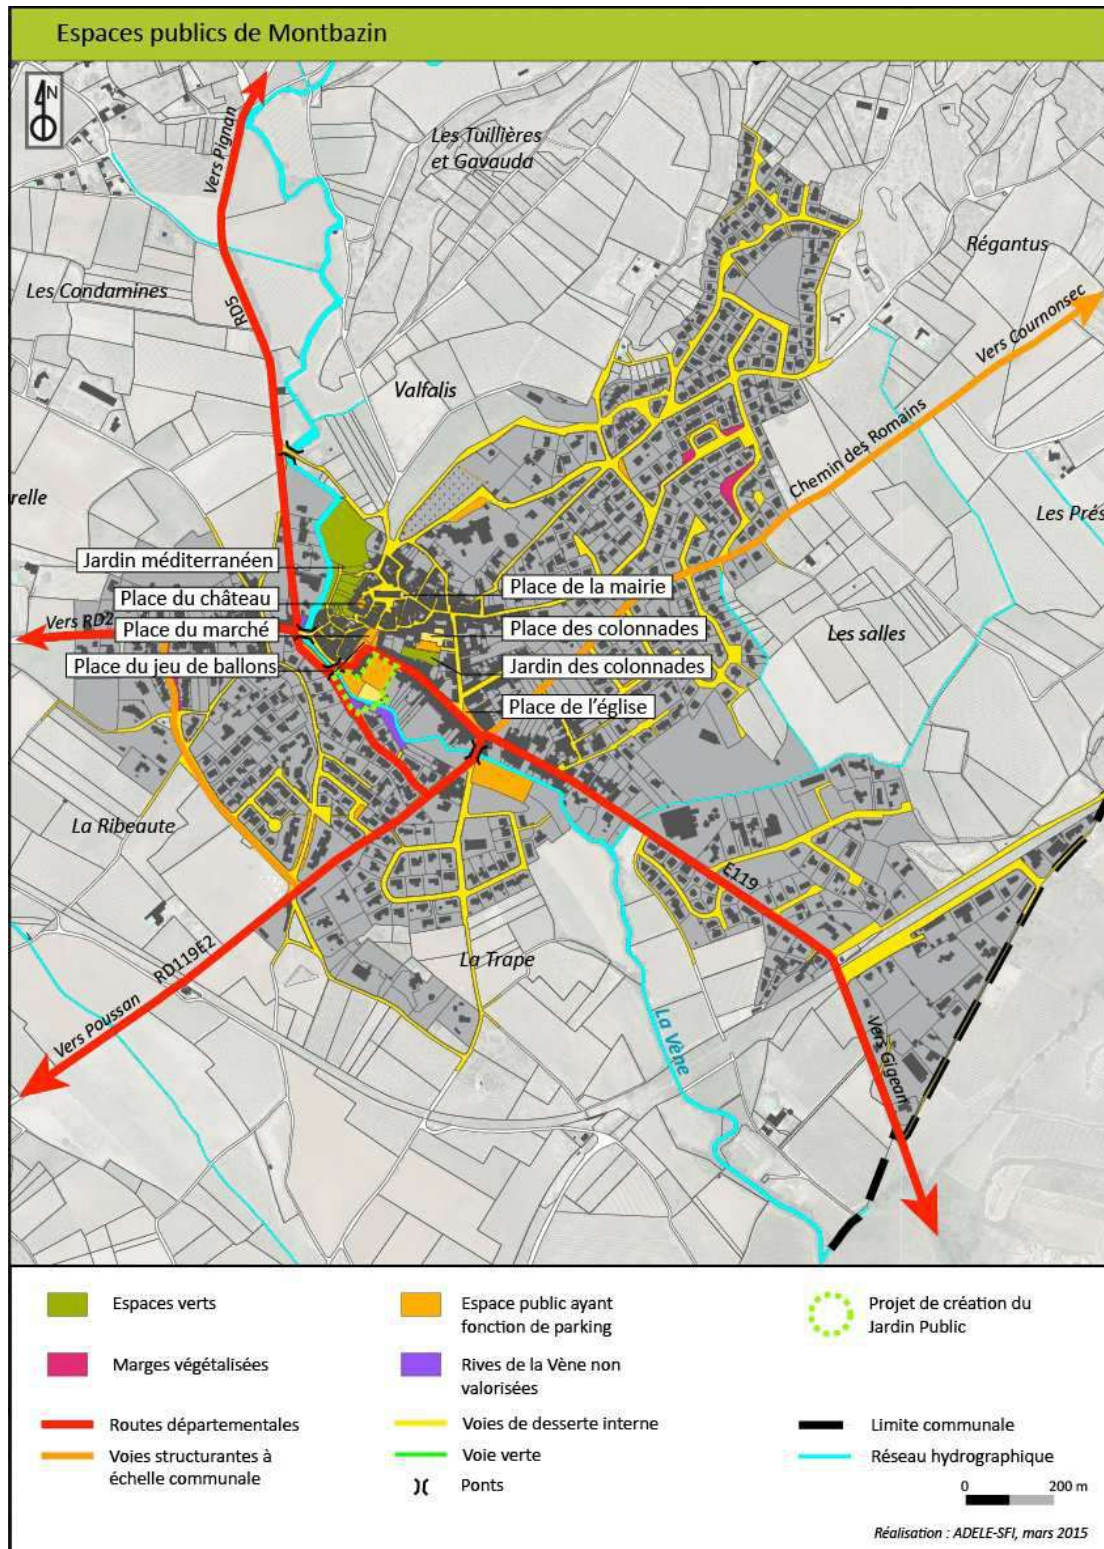 Espaces publics de Montbazin
N
Vers Pignan
Les Tuillières
et Gavauda
Régantus
Les Condamines
RD5
Vers Cournonsec
Valfalis
Chemin des Romains
relle
Les Prés
Jardin méditerranéen
Place de la mairie
Place du château
Vers RD2
Place du marché
Place des colonnades
Les salles
Place du jeu de ballons
Jardin des colonnades
Place de l'église
La Ribeaute
E119
RD119E2
La Trape
Vers Poussan
La Vène
Vers Gigean
Espaces verts
Espace public ayant
fonction de parking
Projet de création du
Jardin Public
Marges végétalisées
Rives de la Vène non
valorisées
Routes départementales
Voies de desserte interne
Limite communale
Voies structurantes à
échelle communale
Voie verte
Réseau hydrographique
Ponts
0 200 m
Réalisation : ADELE-SFI, mars 2015